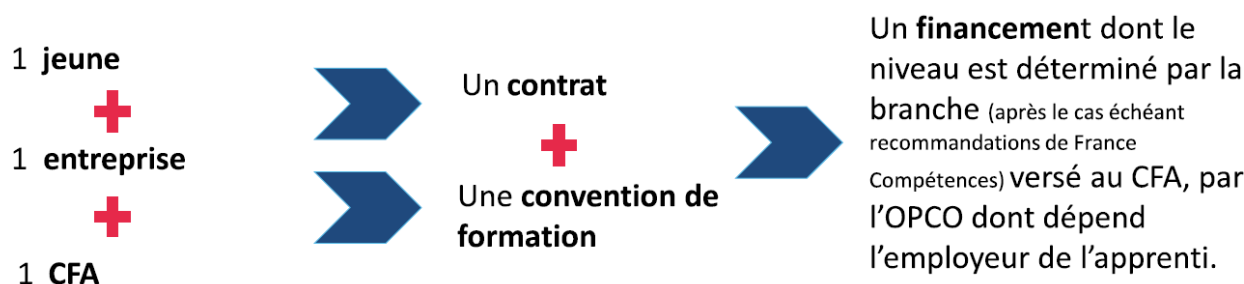 1 jeune
1 entreprise
1 CFA
Un contrat
Une convention de
formation
Un financement dont le
niveau est déterminé par la
branche (après le cas échéant
recommandations de France
Compétences) versé au CFA, par
l’OPCO dont dépend
l’employeur de l’apprenti.